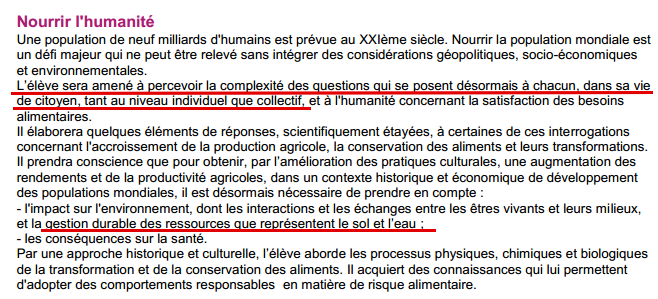 Nourrir l'humanité
Une population de neuf milliards d'humains est prévue au XXIème siècle. Nourrir la population mondiale est
un défi majeur qui ne peut être relevé sans intégrer des considérations géopolitiques, socio-économiques
et environnementales.
L'élève sera amené à percevoir la complexité des questions qui se posent désormais à chacun, dans sa vie
de citoyen, tant au niveau individuel que collectif, et à l'humanité concernant la satisfaction des besoins
alimentaires.
Il élaborera quelques éléments de réponses, scientifiquement étayées, à certaines de ces interrogations
concernant l'accroissement de la production agricole, la conservation des aliments et leurs transformations.
Il prendra conscience que pour obtenir, par l'amélioration des pratiques culturales, une augmentation des
rendements et de la productivité agricoles, dans un contexte historique et économique de développement
des populations mondiales, il est désormais nécessaire de prendre en compte :
- l'impact sur l'environnement, dont les interactions et les échanges entre les êtres vivants et leurs milieux,
et la gestion durable des ressources que représentent le sol et l'eau ;
- les conséquences sur la santé.
Par une approche historique et culturelle, l'élève aborde les processus physiques, chimiques et biologiques
de la transformation et de la conservation des aliments. Il acquiert des connaissances qui lui permettent
d'adopter des comportements responsables en matière de risque alimentaire.